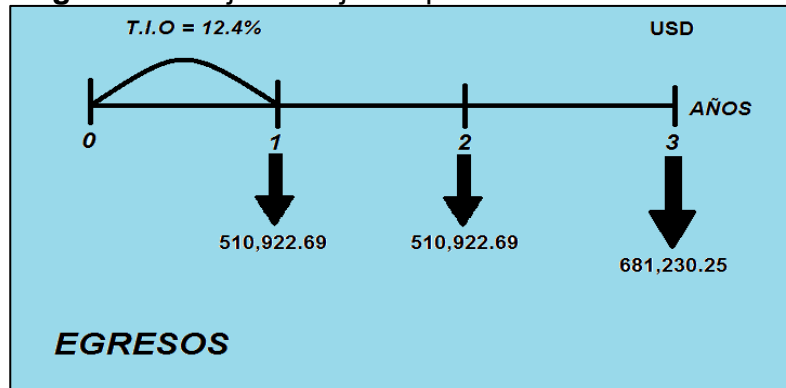 T.I.O = 12.4%
USD
AÑOS
0 1 2 3
510,922.69 510,922.69 681,230.25
EGRESOS